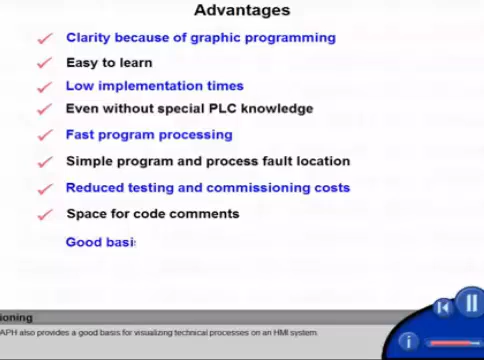 Advantages
Clarity because of graphic programming
Easy to learn
Low implementation times
Even without special PLC knowledge
Fast program processing
Simple program and process fault location
Reduced testing and commissioning costs
Space for code comments
Good basi
ioning
APH also provides a good basis for visualizing technical processes on an HMI system.